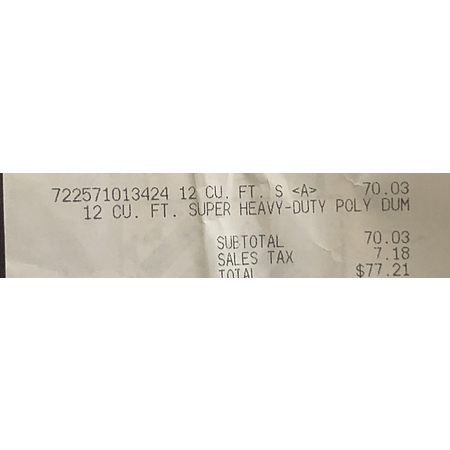 722571013424 12 CU. FT. S <A> 70.03
12 CU. FT. SUPER HEAVY-DUTY POLY DUM
SUBTOTAL 70.03
SALES TAX 7.18
TOTAL $77.21